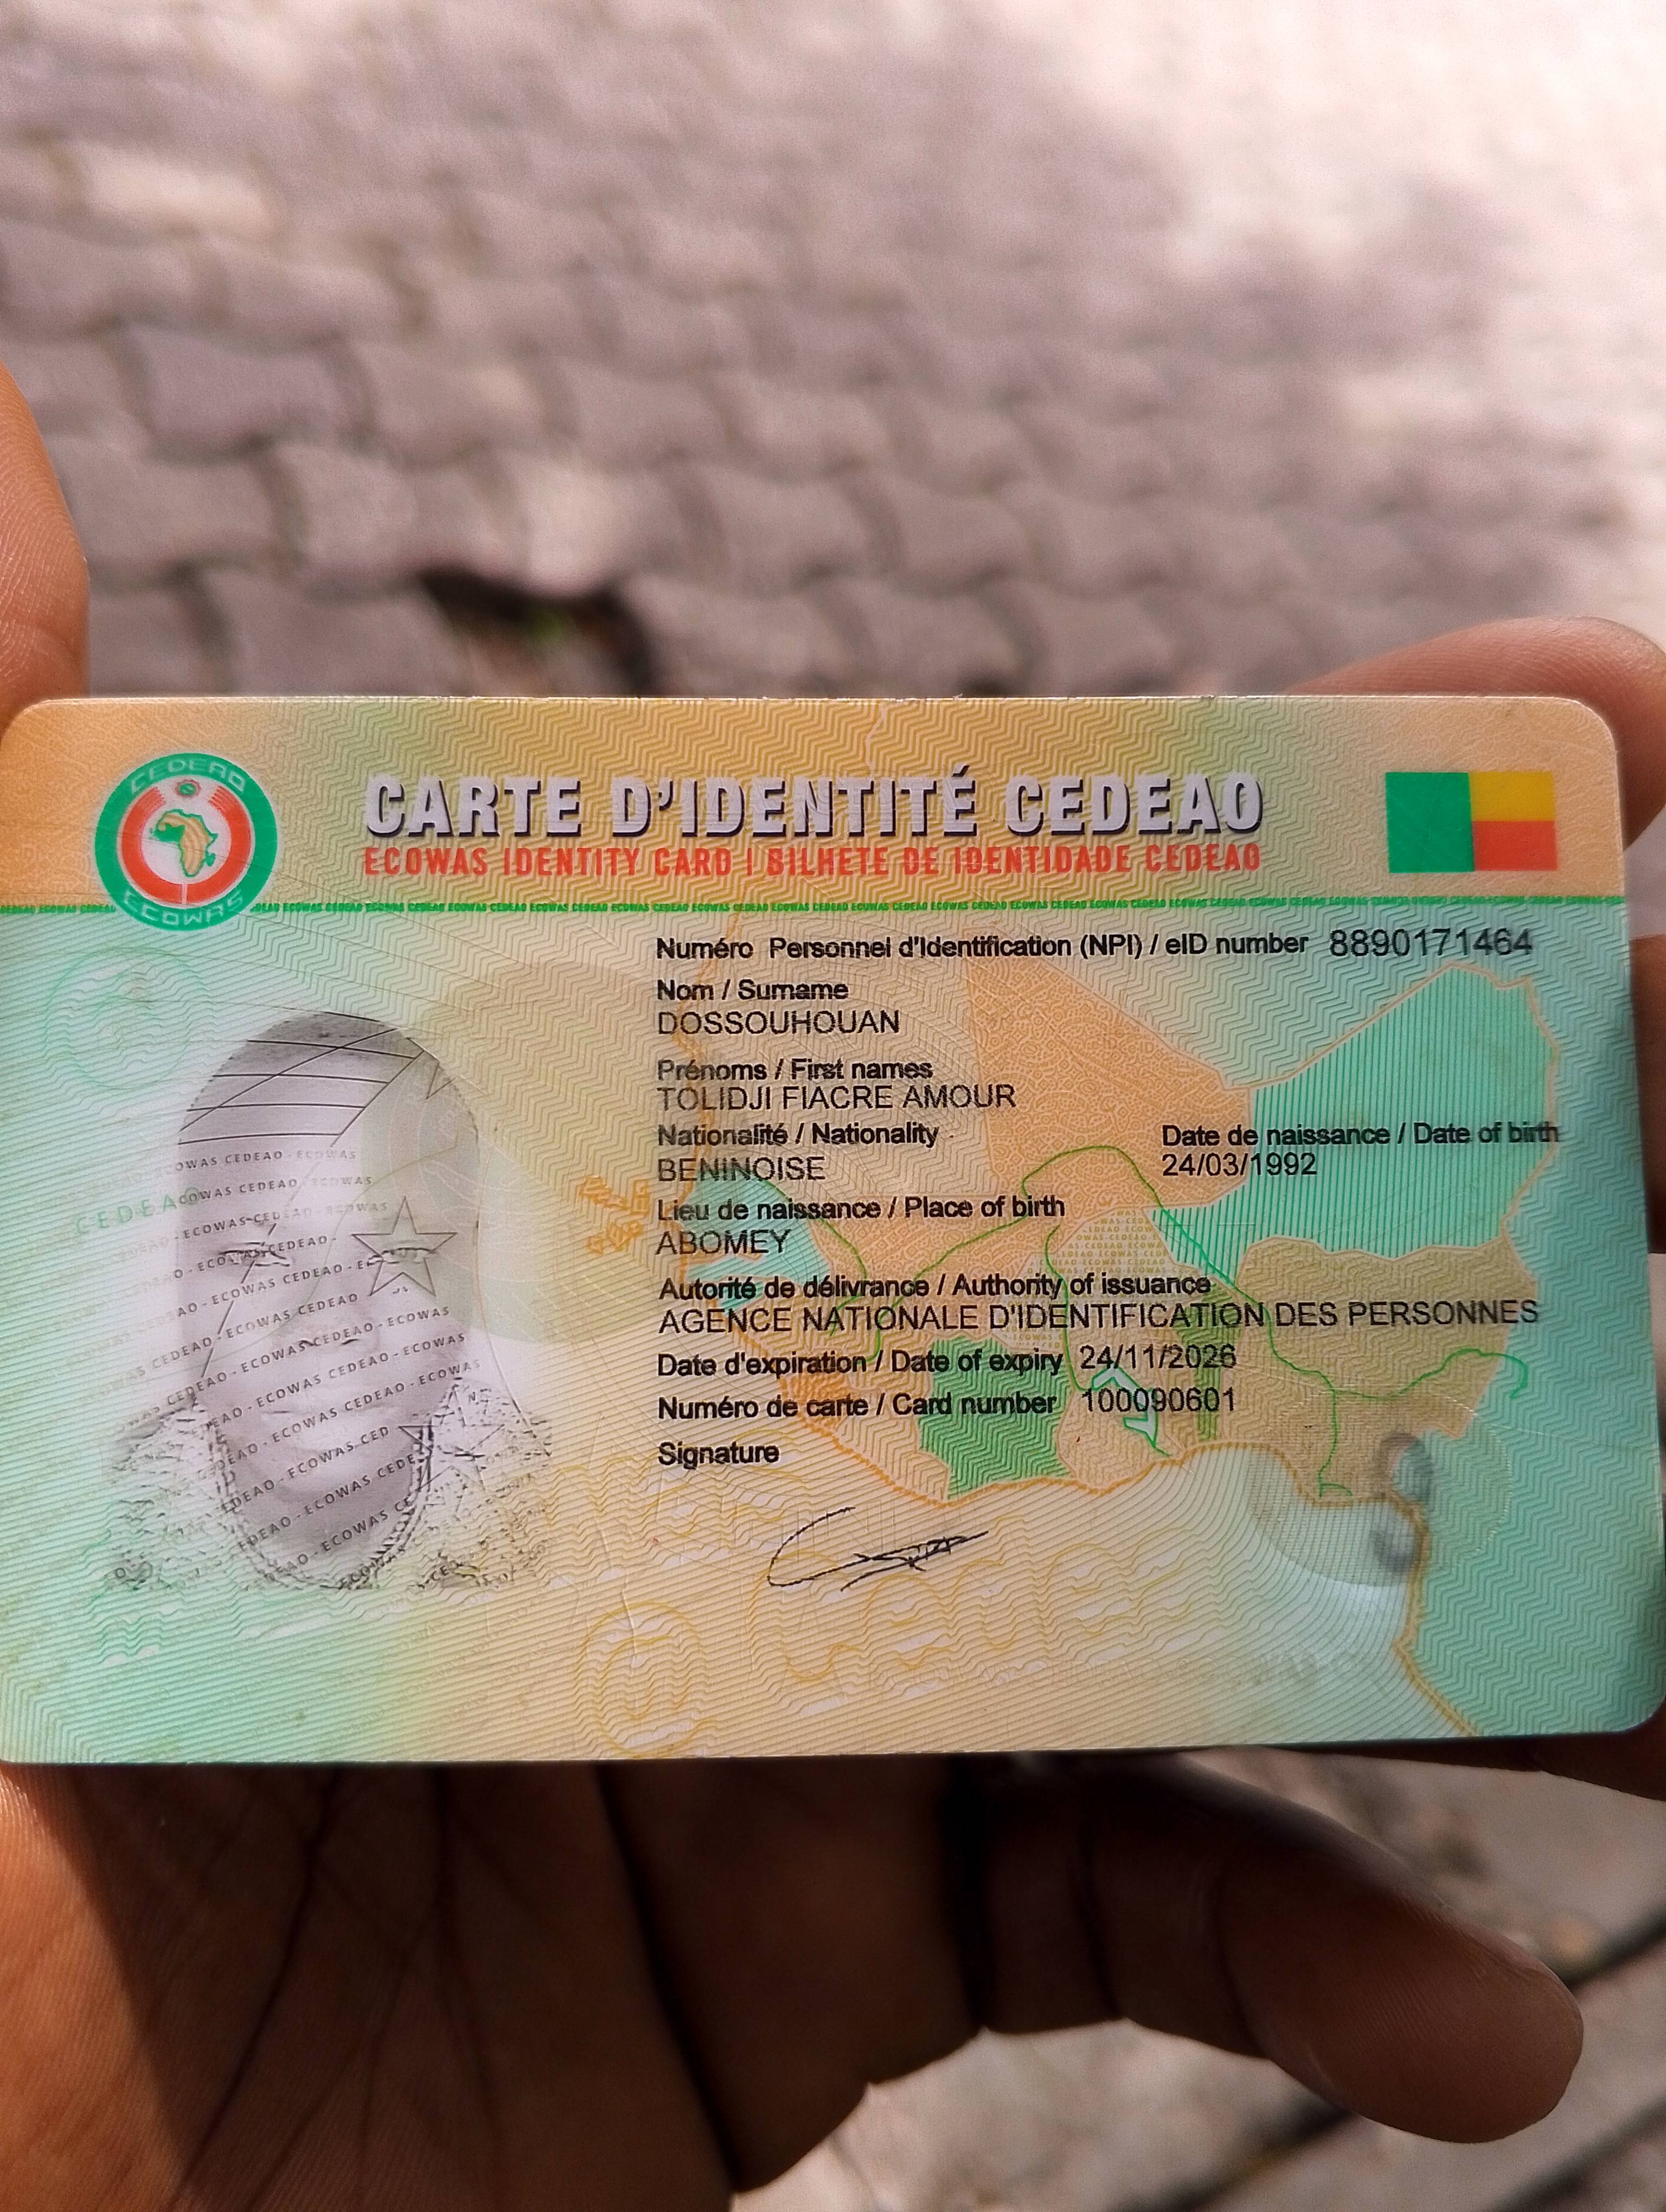 CEDEAO
ECOWAS
CARTE D'IDENTITÉ CEDEAO
ECOWAS IDENTITY CARD | BILHETE DE IDENTIDADE CEDEAO
Numéro Personnel d'Identification (NPI) / eID number 8890171464
Nom / Surname
DOSSOUHOUAN
Prénoms / First names
TOLIDJI FIACRE AMOUR
Nationalité / Nationality
BENINOISE
Date de naissance / Date of birth
24/03/1992
Lieu de naissance / Place of birth
ABOMEY
Autorité de délivrance / Authority of issuance
AGENCE NATIONALE D'IDENTIFICATION DES PERSONNES
Date d'expiration / Date of expiry 24/11/2026
Numéro de carte / Card number 100090601
Signature
CEDEAO